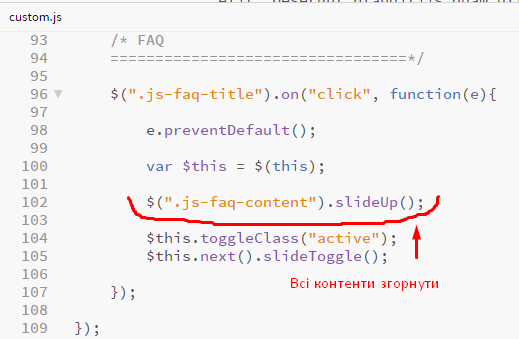 custom.js
93 /* FAQ
94 =================================*/
95
96 $(".js-faq-title").on("click", function(e){
97
98 e.preventDefault();
99
100 var $this = $(this);
101
102 $(".js-faq-content").slideUp();
103
104 $this.toggleClass("active");
105 $this.next().slideToggle();
106
Всі контенти згорнути
107 });
108
109 });